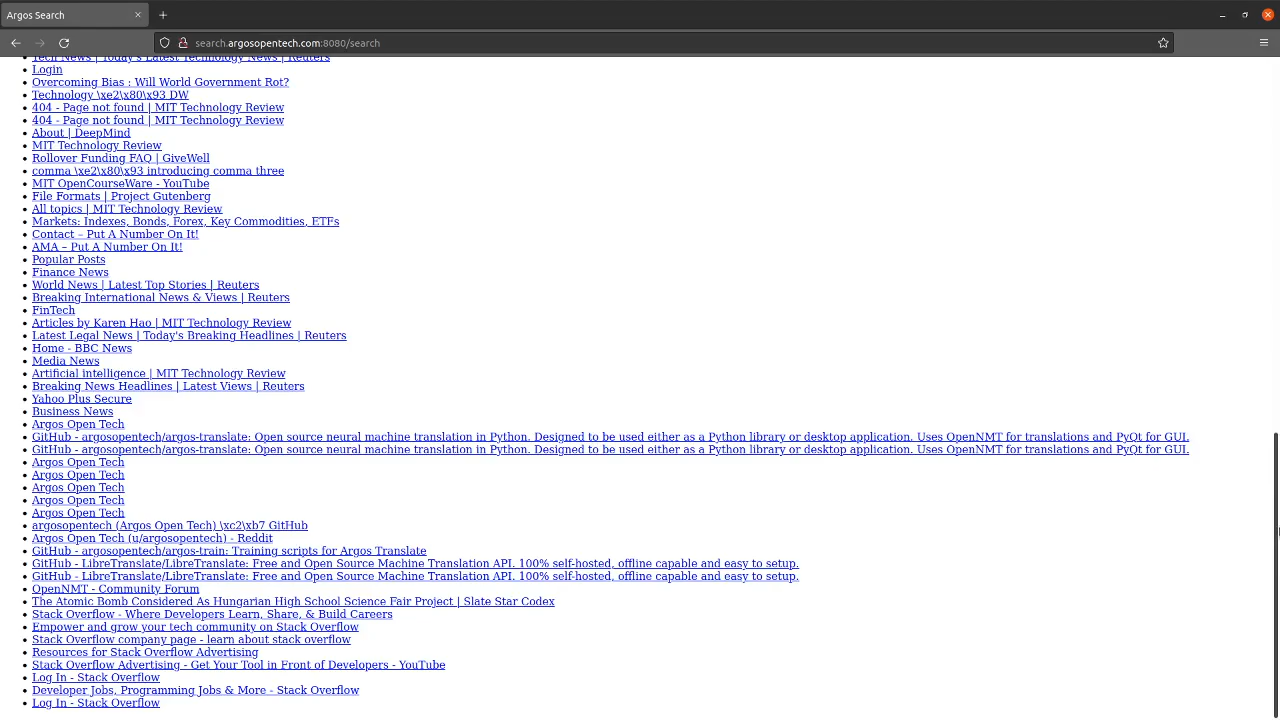 Argos Search
search.argosopentech.com:8080/search
Tech News | Today's Latest Technology News | Reuters
Login
Overcoming Bias : Will World Government Rot?
Technology \xe2\x80\x93 DW
404 - Page not found | MIT Technology Review
404 - Page not found | MIT Technology Review
About | DeepMind
MIT Technology Review
Rollover Funding FAQ | GiveWell
comma \xe2\x80\x93 introducing comma three
MIT OpenCourseWare - YouTube
File Formats | Project Gutenberg
All topics | MIT Technology Review
Markets: Indexes, Bonds, Forex, Key Commodities, ETFs
Contact – Put A Number On It!
AMA – Put A Number On It!
Popular Posts
Finance News
World News | Latest Top Stories | Reuters
Breaking International News & Views | Reuters
FinTech
Articles by Karen Hao | MIT Technology Review
Latest Legal News | Today's Breaking Headlines | Reuters
Home - BBC News
Media News
Artificial intelligence | MIT Technology Review
Breaking News Headlines | Latest Views | Reuters
Yahoo Plus Secure
Business News
Argos Open Tech
GitHub - argosopentech/argos-translate: Open source neural machine translation in Python. Designed to be used either as a Python library or desktop application. Uses OpenNMT for translations and PyQt for GUI.
GitHub - argosopentech/argos-translate: Open source neural machine translation in Python. Designed to be used either as a Python library or desktop application. Uses OpenNMT for translations and PyQt for GUI.
Argos Open Tech
Argos Open Tech
Argos Open Tech
Argos Open Tech
Argos Open Tech
argosopentech (Argos Open Tech) \xc2\xb7 GitHub
Argos Open Tech (u/argosopentech) - Reddit
GitHub - argosopentech/argos-train: Training scripts for Argos Translate
GitHub - LibreTranslate/LibreTranslate: Free and Open Source Machine Translation API. 100% self-hosted, offline capable and easy to setup.
GitHub - LibreTranslate/LibreTranslate: Free and Open Source Machine Translation API. 100% self-hosted, offline capable and easy to setup.
OpenNMT - Community Forum
The Atomic Bomb Considered As Hungarian High School Science Fair Project | Slate Star Codex
Stack Overflow - Where Developers Learn, Share, & Build Careers
Empower and grow your tech community on Stack Overflow
Stack Overflow company page - learn about stack overflow
Resources for Stack Overflow Advertising
Stack Overflow Advertising - Get Your Tool in Front of Developers - YouTube
Log In - Stack Overflow
Developer Jobs, Programming Jobs & More - Stack Overflow
Log In - Stack Overflow